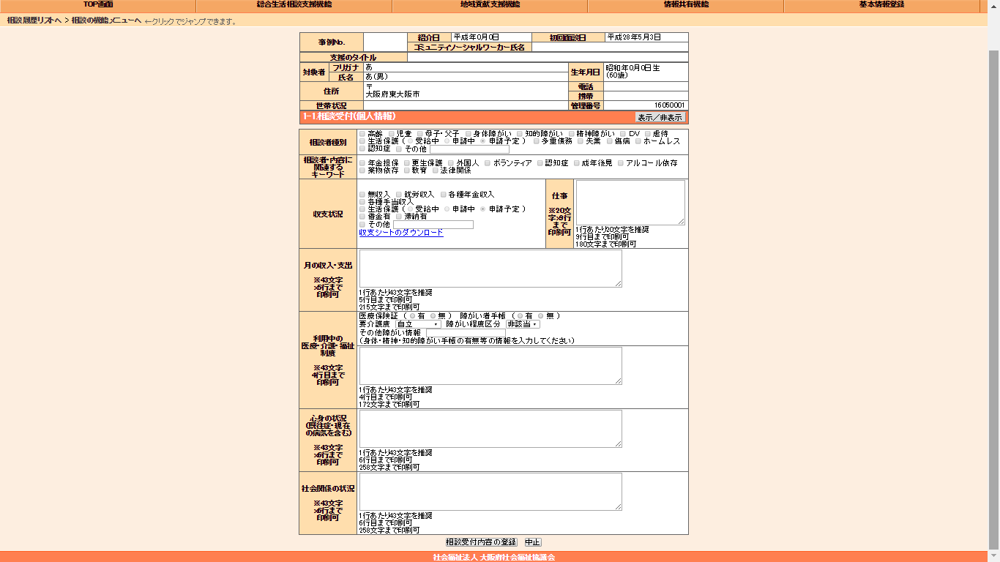 TOP画面 総合生活相談支援機能 地域貢献支援機能 情報共有機能 基本情報登録
相談履歴リストへ > 相談の機能メニューへ ←クリックでジャンプできます。
事例No. 紹介日 平成年0月0日 初回面談日 平成28年5月3日
コミュニティソーシャルワーカー氏名
支援のタイトル
対象者 フリガナ あ 生年月日 昭和年0月0日生
(60歳)
氏名 あ(男)
住所 〒 電話
大阪府東大阪市 携帯
世帯状況 管理番号 16050001
1-1.相談受付(個人情報) 表示/非表示
相談者種別 高齢 児童 母子・父子 身体障がい 知的障がい 精神障がい DV 虐待
生活保護 ( 受給中 申請中 申請予定 ) 多重債務 失業 傷病 ホームレス
認知症 その他
相談者・内容に
関連する
キーワード
年金担保 更生保護 外国人 ボランティア 認知症 成年後見 アルコール依存
薬物依存 教育 法律関係
収支状況
無収入 就労収入 各種年金収入
各種手当収入
生活保護 ( 受給中 申請中 申請予定 )
借金有 滞納有
その他
収支シートのダウンロード
仕事
※20文
字x9行
まで
印刷可
1行あたり20文字を推奨
9行目まで印刷可
180文字まで印刷可
月の収入・支出
※43文字
x5行まで
印刷可
1行あたり43文字を推奨
5行目まで印刷可
215文字まで印刷可
利用中の
医療・介護・福祉
制度
※43文字
4行目まで
印刷可
医療保険証 ( 有 無 ) 障がい者手帳 ( 有 無 )
要介護度 自立 障がい程度区分 非該当
その他障がい情報
(身体・精神・知的障がい手帳の有無等の情報を入力してください)
1行あたり43文字を推奨
4行目まで印刷可
172文字まで印刷可
心身の状況
(既往症・現在
の病気を含む)
※43文字
x6行まで
印刷可
1行あたり43文字を推奨
6行目まで印刷可
258文字まで印刷可
社会関係の状況
※43文字
x6行まで
印刷可
1行あたり43文字を推奨
6行目まで印刷可
258文字まで印刷可
相談受付内容の登録 中止
社会福祉法人 大阪府社会福祉協議会